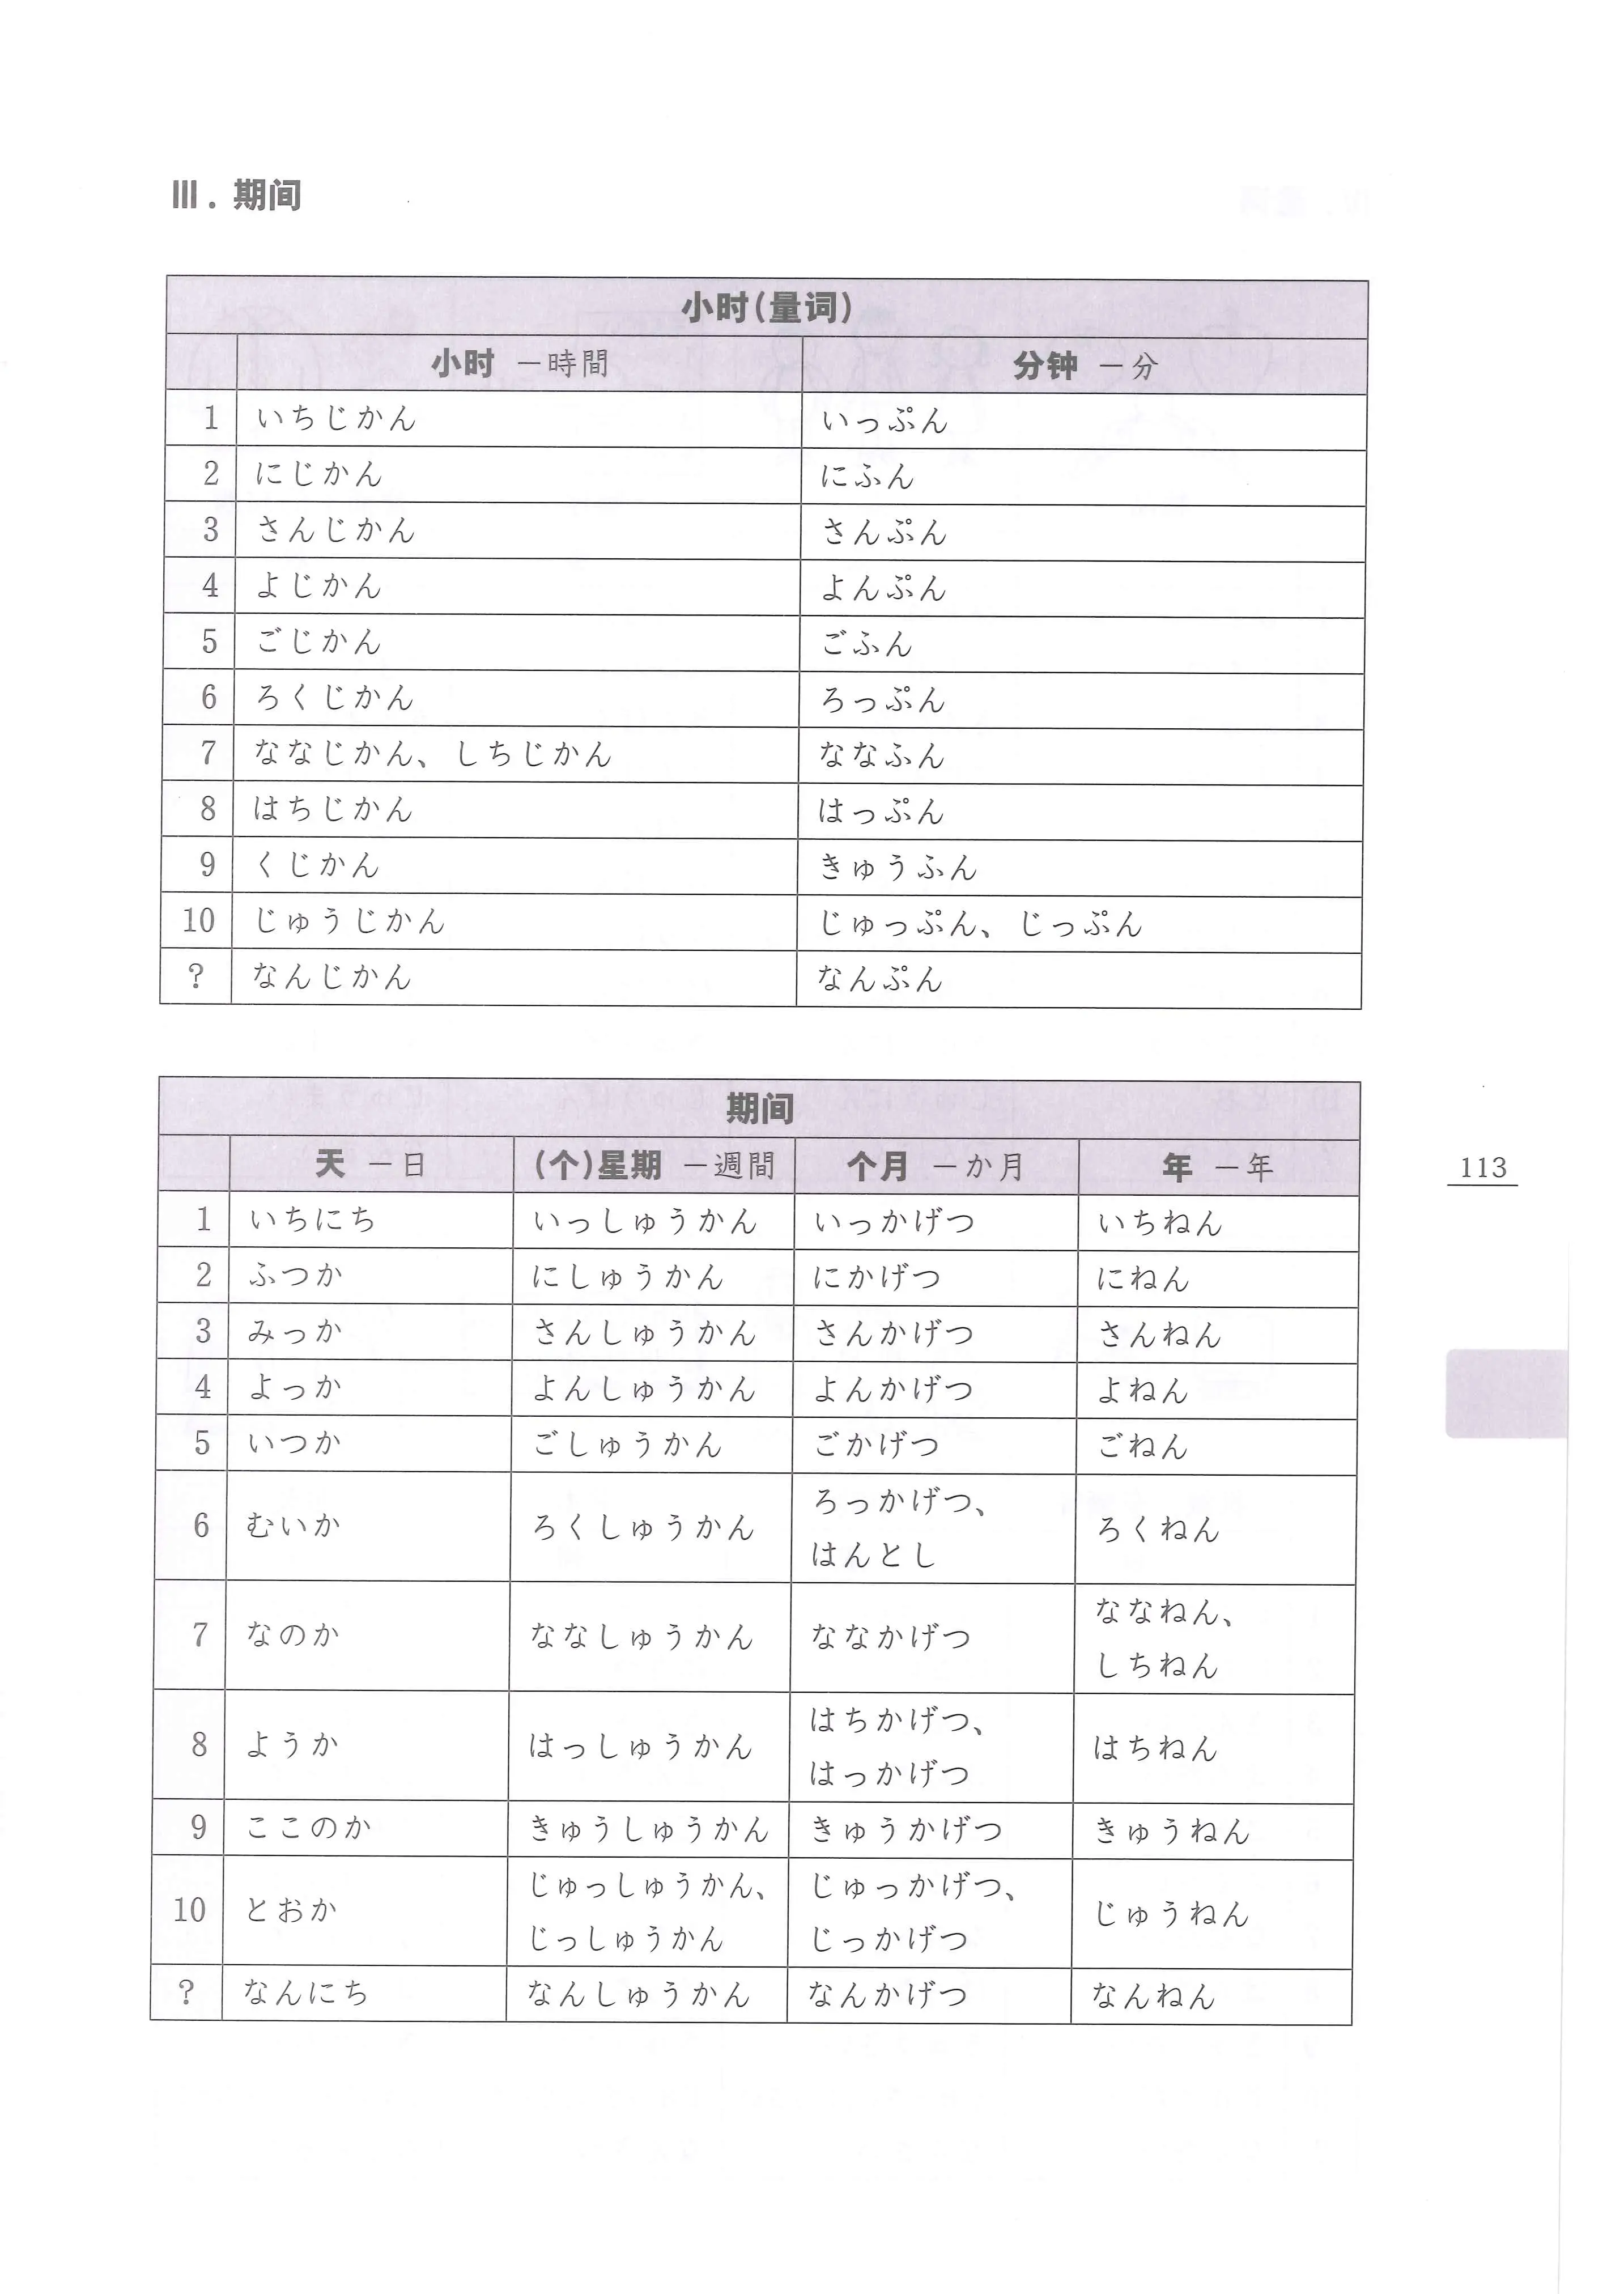 III. 期间
小时(量词)
小时 －時間 分钟 －分
1 いちじかん いっぷん
2 にじかん にふん
3 さんじかん さんぷん
4 よじかん よんぷん
5 ごじかん ごふん
6 ろくじかん ろっぷん
7 ななじかん、しちじかん ななふん
8 はちじかん はっぷん
9 くじかん きゅうふん
10 じゅうじかん じゅっぷん、じっぷん
? なんじかん なんぷん
期间
天 －日 (个)星期 －週間 个月 －か月 年 －年
113
1 いちにち いっしゅうかん いっかげつ いちねん
2 ふつか にしゅうかん にかげつ にねん
3 みっか さんしゅうかん さんかげつ さんねん
4 よっか よんしゅうかん よんかげつ よねん
5 いつか ごしゅうかん ごかげつ ごねん
6 むいか ろくしゅうかん ろっかげつ、
はんとし ろくねん
7 なのか ななしゅうかん ななかげつ ななねん、
しちねん
8 ようか はっしゅうかん はちかげつ、
はっかげつ はちねん
9 ここのか きゅうしゅうかん きゅうかげつ きゅうねん
10 とおか じゅっしゅうかん、
じっしゅうかん じゅっかげつ、
じっかげつ じゅうねん
? なんにち なんしゅうかん なんかげつ なんねん